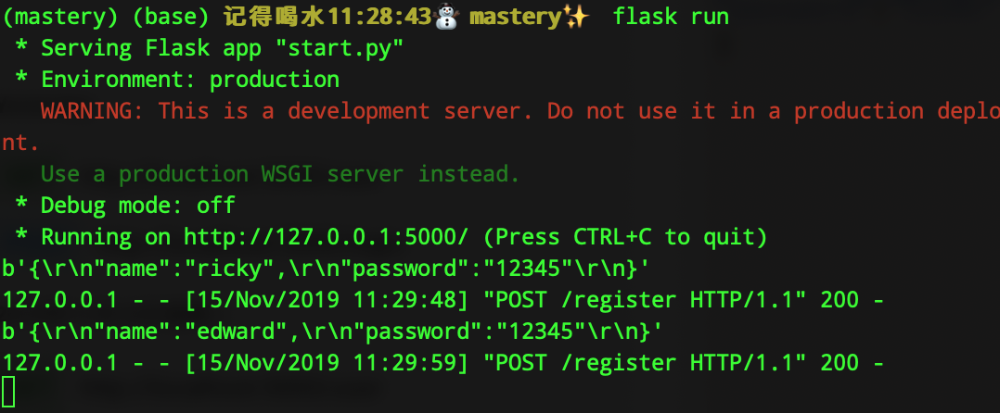 (mastery) (base) 记得喝水11:28:43☃️ mastery✨  flask run
 * Serving Flask app "start.py"
 * Environment: production
   WARNING: This is a development server. Do not use it in a production deplo
nt.
   Use a production WSGI server instead.
 * Debug mode: off
 * Running on http://127.0.0.1:5000/ (Press CTRL+C to quit)
b'{\r\n"name":"ricky",\r\n"password":"12345"\r\n}'
127.0.0.1 - - [15/Nov/2019 11:29:48] "POST /register HTTP/1.1" 200 -
b'{\r\n"name":"edward",\r\n"password":"12345"\r\n}'
127.0.0.1 - - [15/Nov/2019 11:29:59] "POST /register HTTP/1.1" 200 -